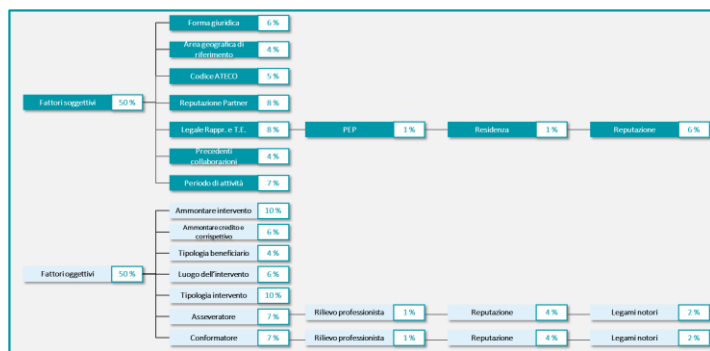 Forma giuridica 6 %
Area geografica di
riferimento 4 %
Codice ATECO 5 %
Fattori soggettivi 50 % Reputazione Partner 8 %
Legale Rappr. e T.E. 8 % PEP 1 % Residenza 1 % Reputazione 6 %
Precedenti
collaborazioni 4 %
Periodo di attività 7 %
Ammontare intervento 10 %
Ammontare credito e
corrispettivo 6 %
Tipologia beneficiario 4 %
Fattori oggettivi 50 % Luogo dell'intervento 6 %
Tipologia intervento 10 %
Asseveratore 7 % Rilievo professionista 1 % Reputazione 4 % Legami notori 2 %
Conformatore 7 % Rilievo professionista 1 % Reputazione 4 % Legami notori 2 %